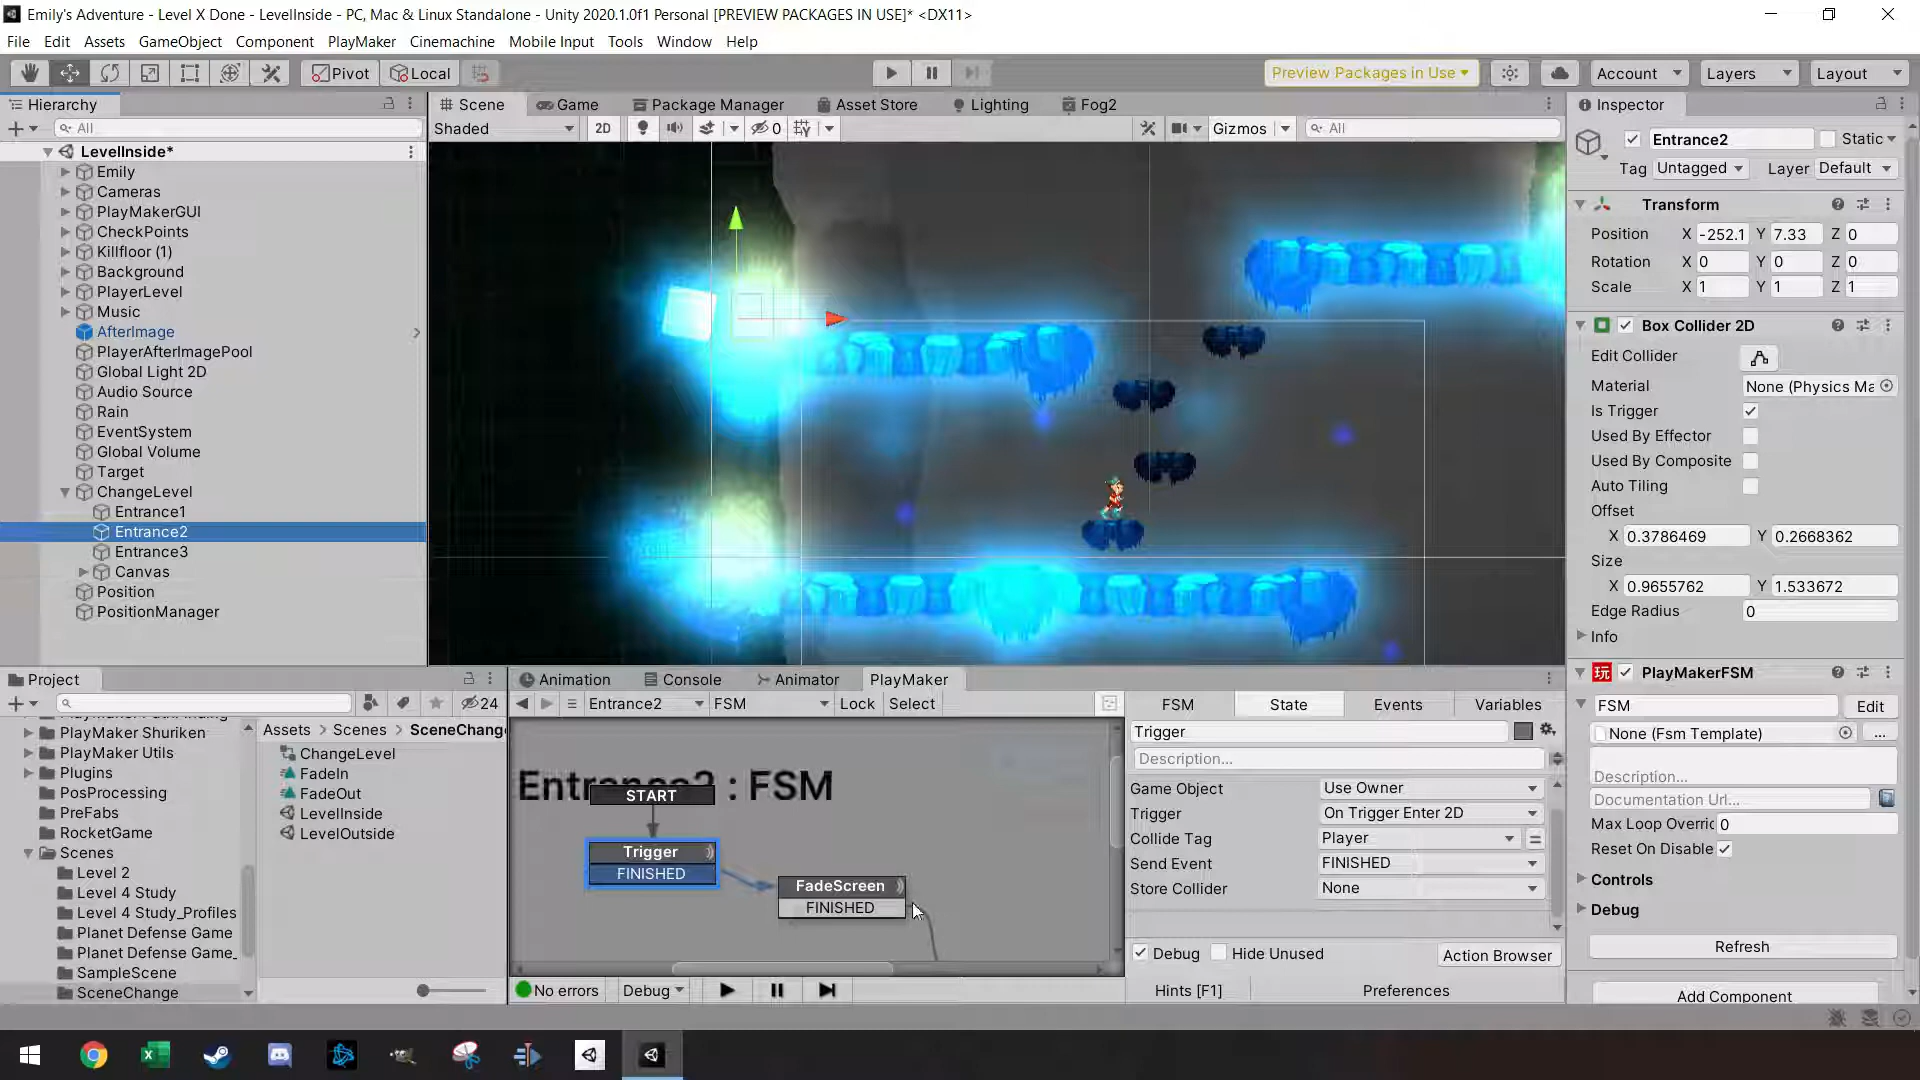 Emily's Adventure - Level X Done - LevelInside - PC, Mac & Linux Standalone - Unity 2020.1.0f1 Personal [PREVIEW PACKAGES IN USE]* <DX11>
File Edit Assets GameObject Component PlayMaker Cinemachine Mobile Input Tools Window Help
Pivot Local Preview Packages in Use Account Layers Layout
Hierarchy Scene Game Package Manager Asset Store Lighting Fog2 Inspector
All Shaded 2D 0 Gizmos All
LevelInside*
Emily
Cameras
PlayMakerGUI
CheckPoints
Killfloor (1)
Background
PlayerLevel
Music
AfterImage
PlayerAfterImagePool
Global Light 2D
Audio Source
Rain
EventSystem
Global Volume
Target
ChangeLevel
Entrance1
Entrance2
Entrance3
Canvas
Position
PositionManager
Entrance2 Static
Tag Untagged Layer Default
Transform
Position X -252.1 Y 7.33 Z 0
Rotation X 0 Y 0 Z 0
Scale X 1 Y 1 Z 1
Box Collider 2D
Edit Collider
Material None (Physics Ma
Is Trigger
Used By Effector
Used By Composite
Auto Tiling
Offset
X 0.3786469 Y 0.2668362
Size
X 0.9655762 Y 1.533672
Edge Radius 0
Info
PlayMakerFSM
FSM Edit
None (Fsm Template) ...
Description...
Documentation Url...
Max Loop Overric 0
Reset On Disable
Controls
Debug
Refresh
Add Component
Project
24
PlayMaker Shuriken
PlayMaker Utils
Plugins
PosProcessing
PreFabs
RocketGame
Scenes
Level 2
Level 4 Study
Level 4 Study_Profiles
Planet Defense Game
Planet Defense Game_
SampleScene
SceneChange
Assets Scenes SceneChang
ChangeLevel
FadeIn
FadeOut
LevelInside
LevelOutside
Animation Console Animator PlayMaker
Entrance2 FSM Lock Select
Entrance2 : FSM
START
Trigger
FINISHED
FadeScreen
FINISHED
No errors Debug
FSM State Events Variables
Trigger
Description...
Game Object Use Owner
Trigger On Trigger Enter 2D
Collide Tag Player
Send Event FINISHED
Store Collider None
Debug Hide Unused Action Browser
Hints [F1] Preferences